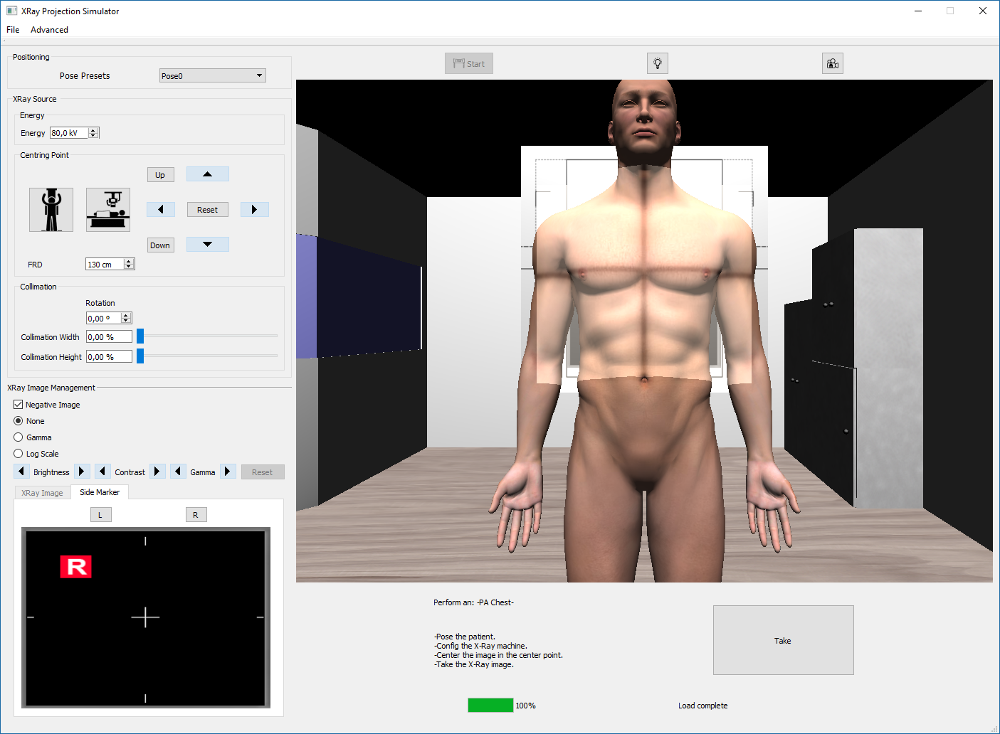 XRay Projection Simulator
File Advanced
Positioning
Pose Presets Pose0
XRay Source
Energy
Energy 80,0 kV
Centring Point
Up
Reset
Down
FRD 130 cm
Collimation
Rotation
0,00 º
Collimation Width 0,00 %
Collimation Height 0,00 %
XRay Image Management
Negative Image
None
Gamma
Log Scale
Brightness Contrast Gamma Reset
XRay Image Side Marker
L R
R
Start
Perform an: -PA Chest-
-Pose the patient.
-Config the X-Ray machine.
-Center the image in the center point.
-Take the X-Ray image.
Take
100% Load complete